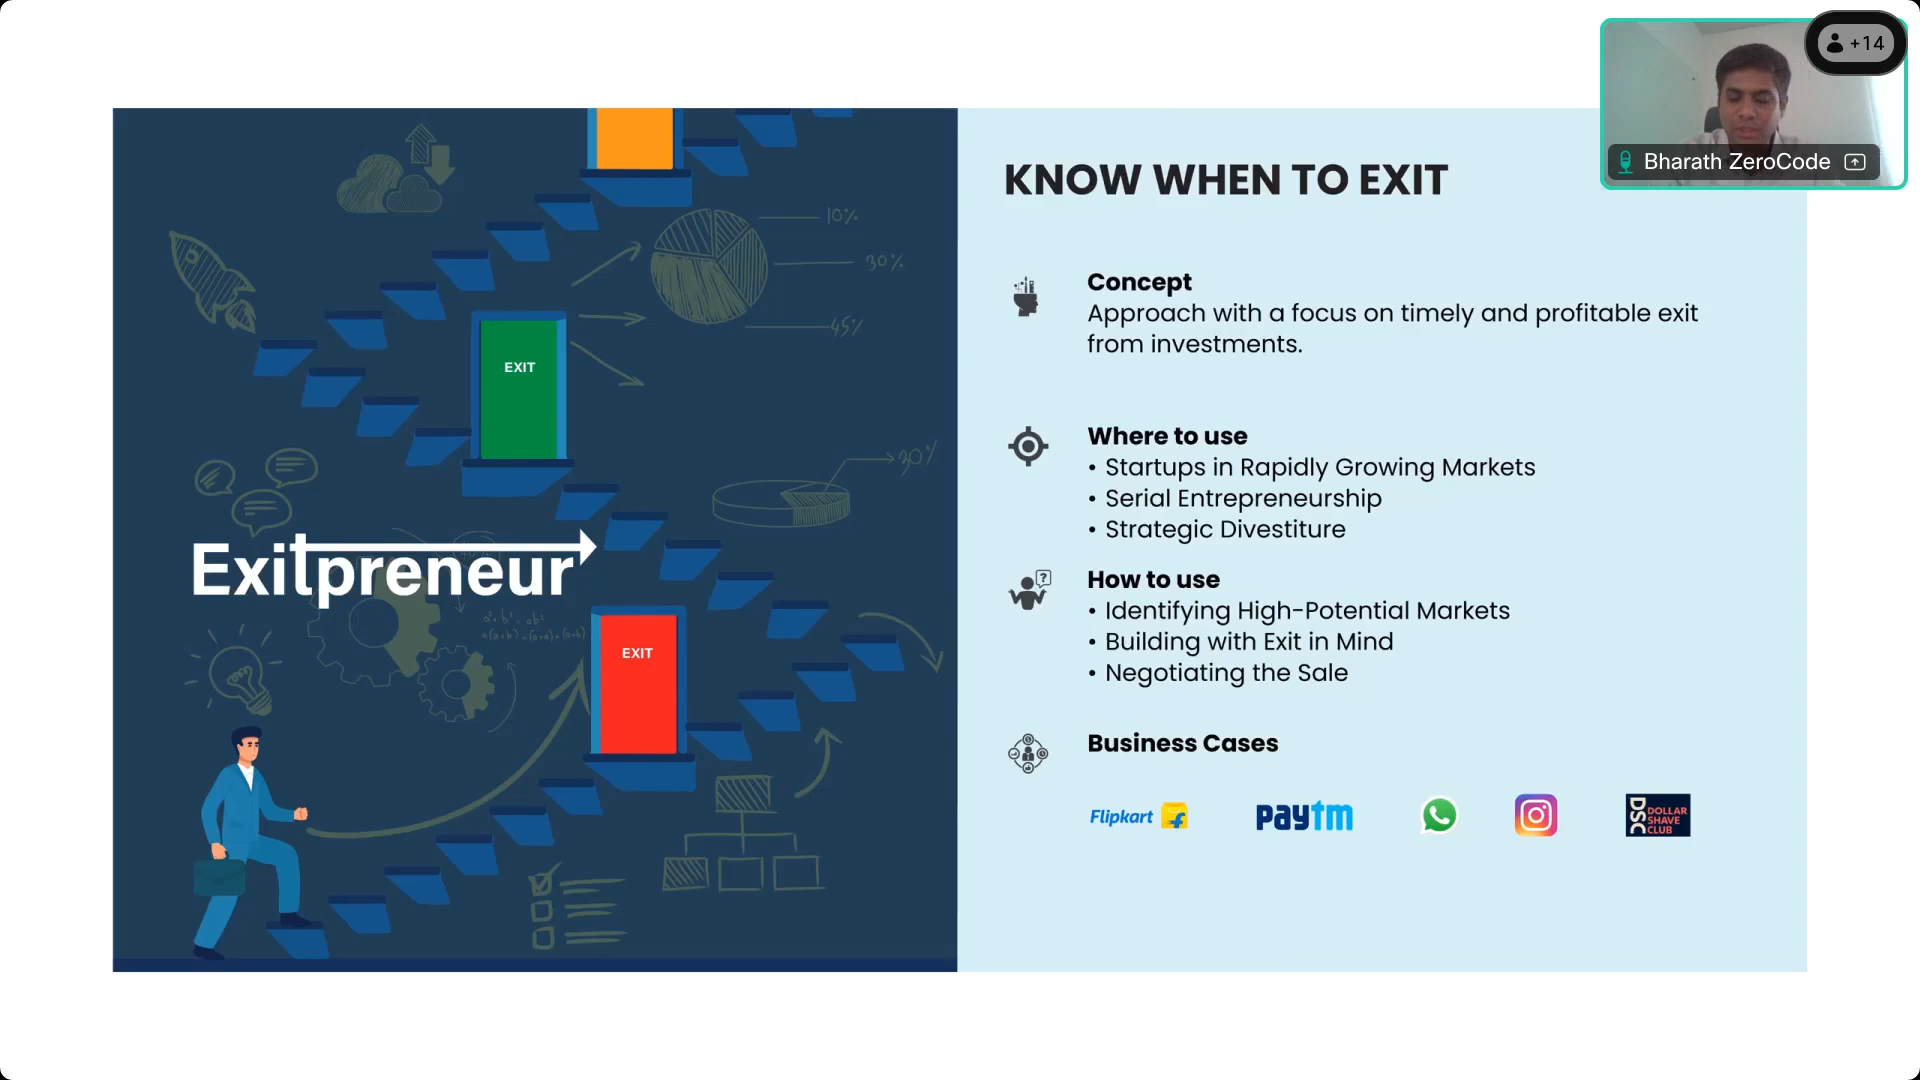 +14
Bharath ZeroCode
10%
30%
45%
EXIT
30%
Exitpreneur
EXIT
KNOW WHEN TO EXIT
Concept
Approach with a focus on timely and profitable exit
from investments.
Where to use
• Startups in Rapidly Growing Markets
• Serial Entrepreneurship
• Strategic Divestiture
How to use
• Identifying High-Potential Markets
• Building with Exit in Mind
• Negotiating the Sale
Business Cases
Flipkart
paytm
DSC
DOLLAR
SHAVE
CLUB